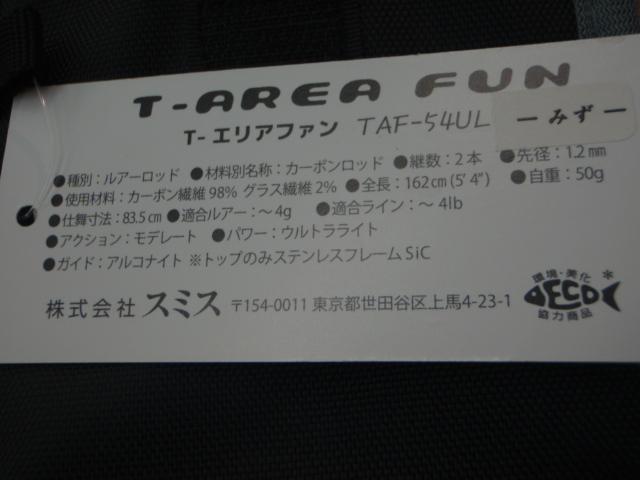 T-AREA FUN
T-エリアファン TAF-54UL
ーみずー
●種別：ルアーロッド ●材料別名称：カーボンロッド ●継数：2本 ●先径：1.2mm
●使用材料：カーボン繊維98% グラス繊維2% ●全長：162cm(5'4") ●自重：50g
●仕舞寸法：83.5cm ●適合ルアー：～4g ●適合ライン：～4lb
●アクション：モデレート ●パワー：ウルトラライト
●ガイド：アルコナイト ※トップのみステンレスフレームSiC
株式会社 スミス 〒154-0011 東京都世田谷区上馬4-23-1
環境・美化
ECO
協力商品